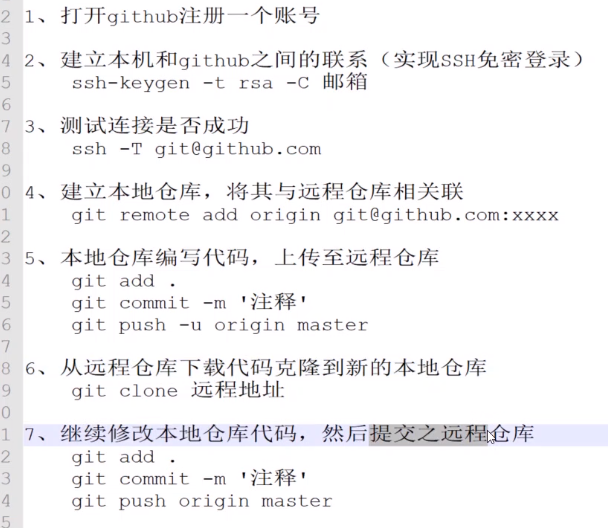 2 1、打开github注册一个账号
3
4 2、建立本机和github之间的联系（实现SSH免密登录）
5 ssh-keygen -t rsa -C 邮箱
6
7 3、测试连接是否成功
8 ssh -T git@github.com
9
0 4、建立本地仓库，将其与远程仓库相关联
1 git remote add origin git@github.com:xxxx
2
3 5、本地仓库编写代码，上传至远程仓库
4 git add .
5 git commit -m '注释'
6 git push -u origin master
7
8 6、从远程仓库下载代码克隆到新的本地仓库
9 git clone 远程地址
0
1 7、继续修改本地仓库代码，然后提交之远程仓库
2 git add .
3 git commit -m '注释'
4 git push origin master
5